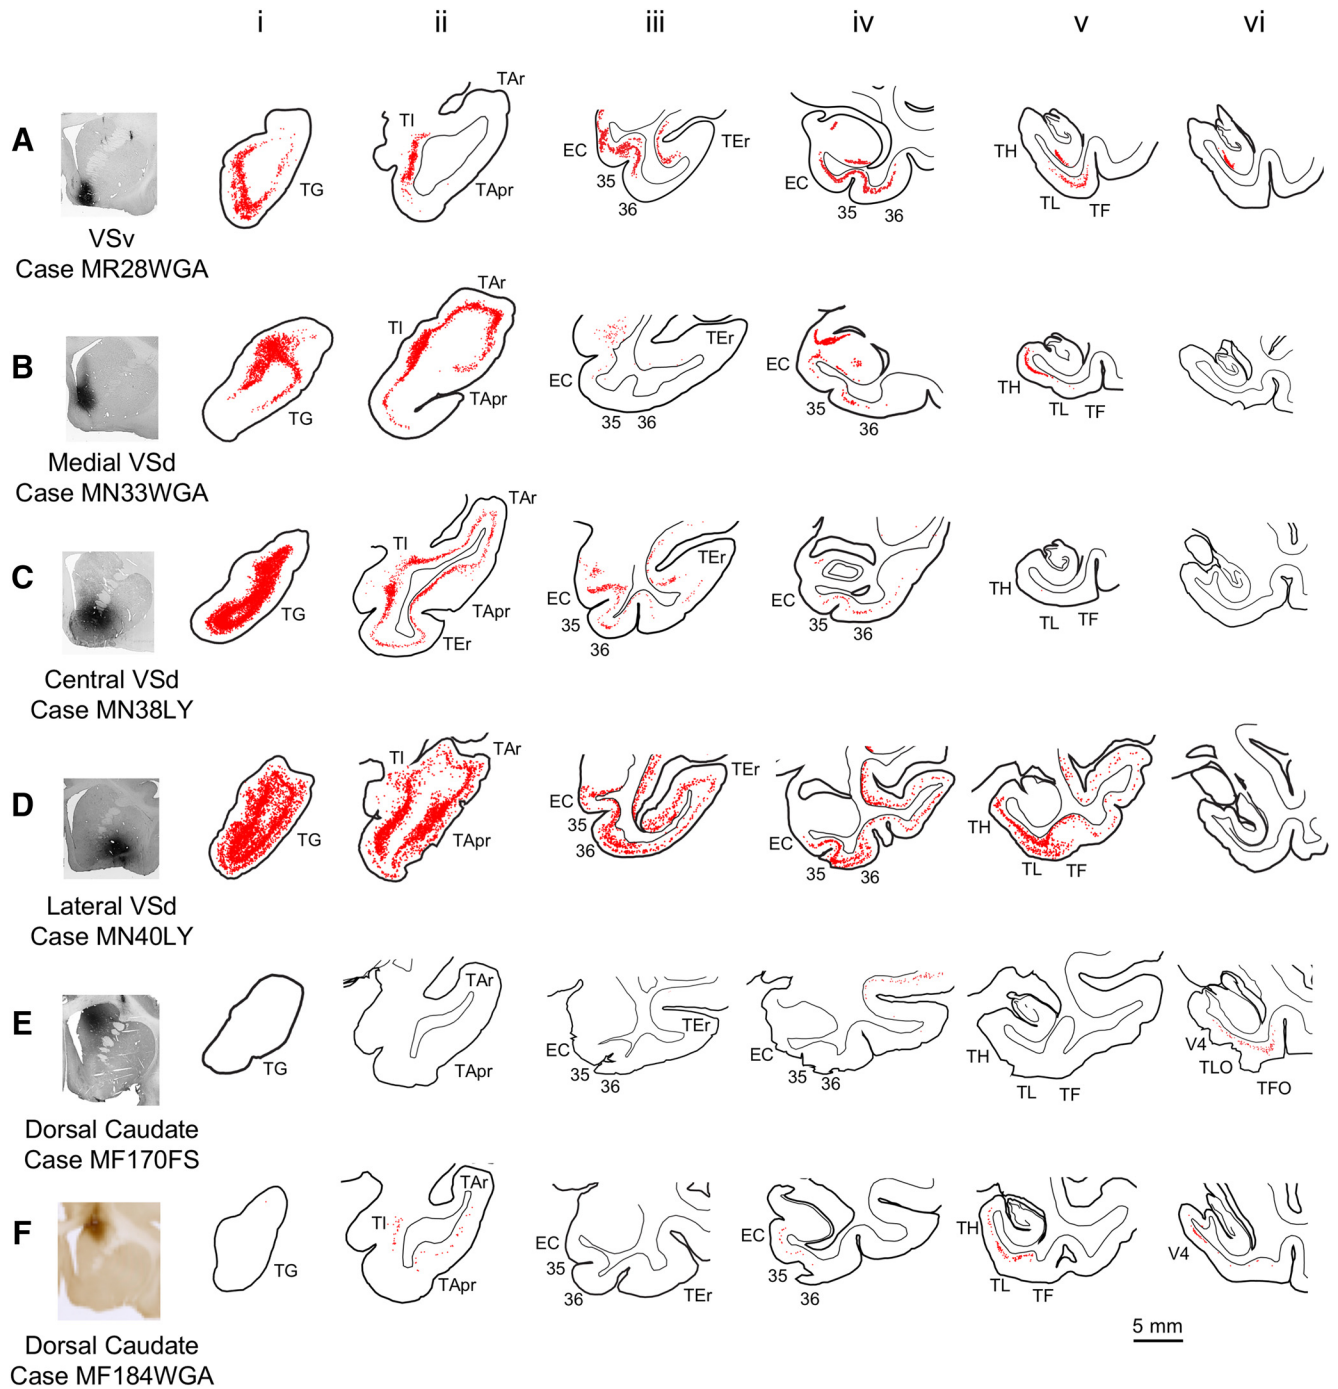 i ii iii iv v vi
A
VSv
Case MR28WGA
TG
TI
TAr
TApr
EC
35
36
TEr
EC
35
36
TH
TL
TF
B
Medial VSd
Case MN33WGA
TG
TI
TAr
TApr
EC
35
36
TEr
EC
35
36
TH
TL
TF
C
Central VSd
Case MN38LY
TG
TI
TAr
TApr
TEr
EC
35
36
TEr
EC
35
36
TH
TL
TF
D
Lateral VSd
Case MN40LY
TG
TI
TAr
TApr
EC
35
36
TEr
EC
35
36
TH
TL
TF
E
Dorsal Caudate
Case MF170FS
TG
TAr
TApr
EC
35
36
TEr
EC
35
36
TH
TL
TF
V4
TLO
TFO
F
Dorsal Caudate
Case MF184WGA
TG
TI
TAr
TApr
EC
35
36
TEr
EC
35
36
TH
TL
TF
V4
5 mm